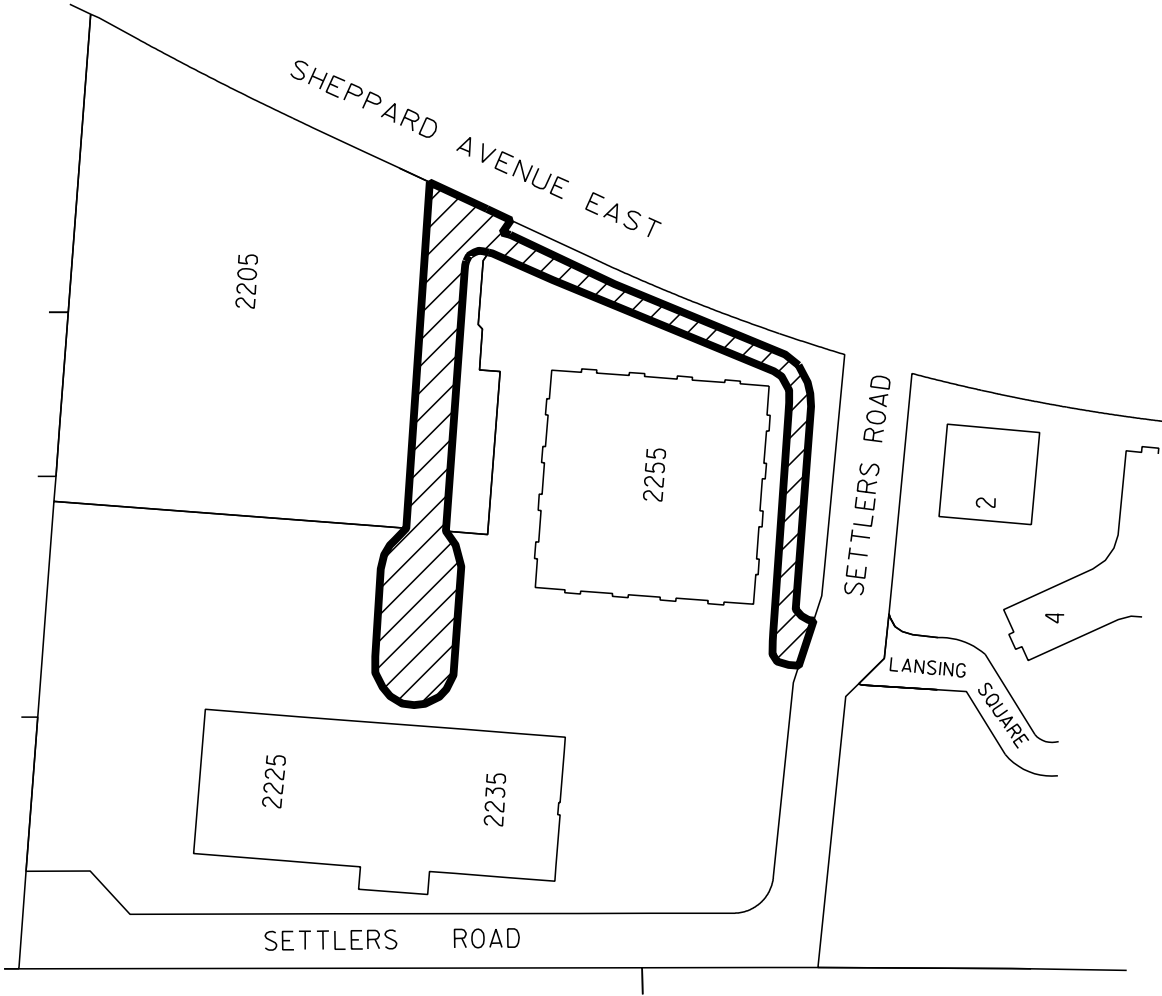 SHEPPARD AVENUE EAST
2205
2255
SETTLERS ROAD
2
4
LANSING
SQUARE
2225
2235
SETTLERS ROAD